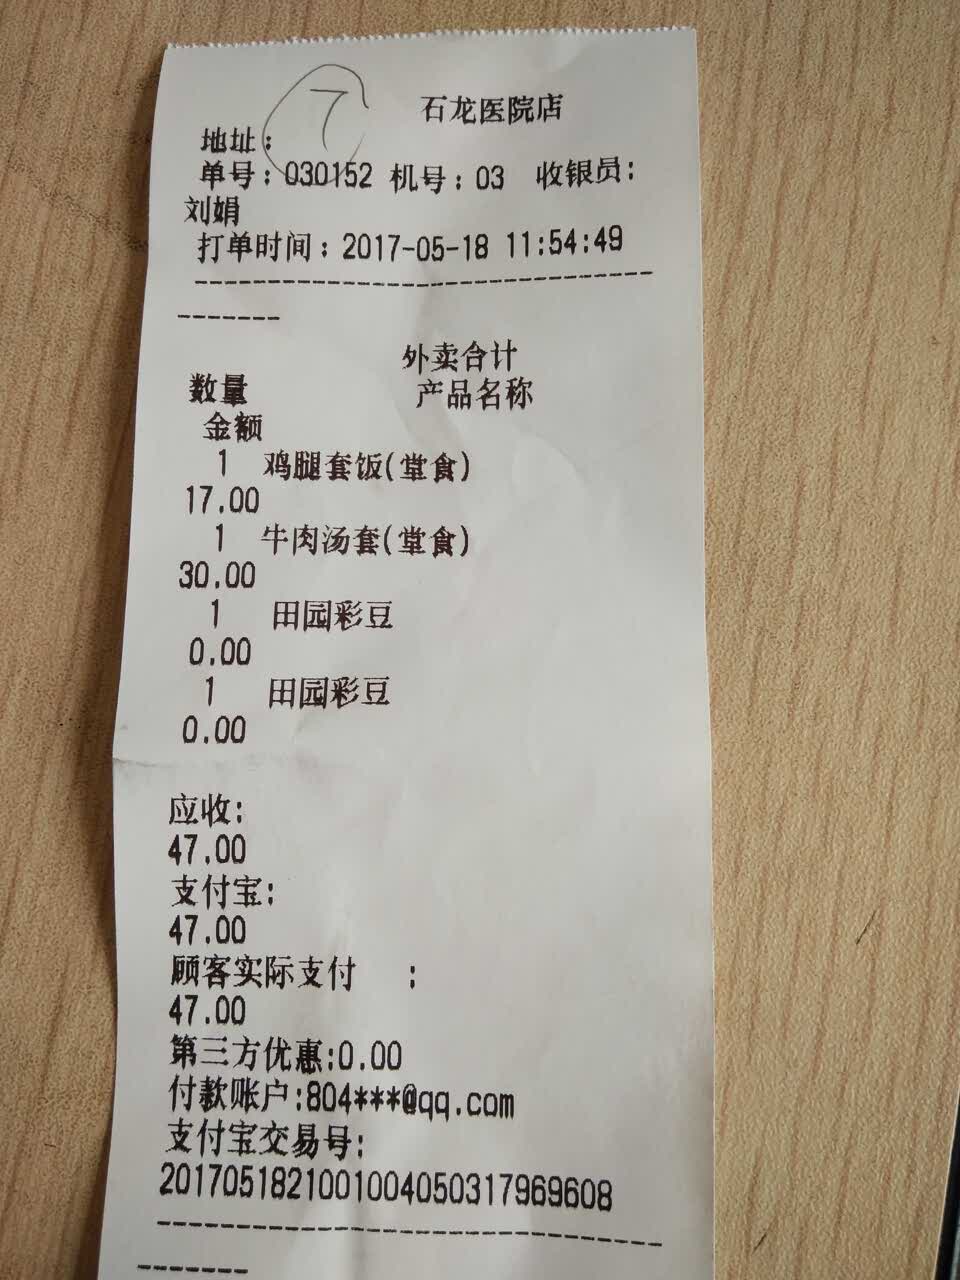 7
石龙医院店
地址:
单号:030152 机号:03 收银员:
刘娟
打单时间:2017-05-18 11:54:49
--------------------------------------
-------
外卖合计
数量 产品名称
金额
1 鸡腿套饭(堂食)
17.00
1 牛肉汤套(堂食)
30.00
1 田园彩豆
0.00
1 田园彩豆
0.00
应收:
47.00
支付宝:
47.00
顾客实际支付 :
47.00
第三方优惠:0.00
付款账户:804***@qq.com
支付宝交易号:
2017051821001004050317969608
--------------------------------------
-------